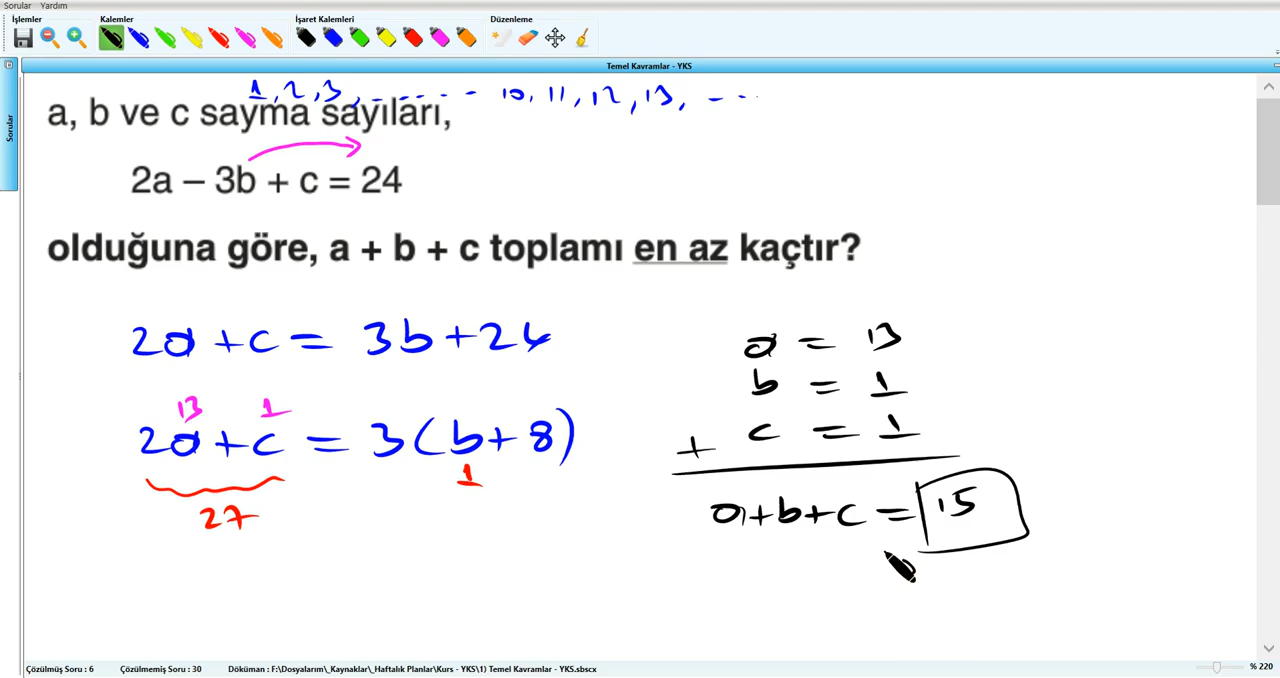 Sorular Yardım
İşlemler Kalemler İşaret Kalemleri Düzenleme
Temel Kavramlar - YKS
Sorular
1, 2, 3, ------- 10, 11, 12, 13, ----
a, b ve c sayma sayıları,
2a – 3b + c = 24
olduğuna göre, a + b + c toplamı en az kaçtır?
2a + c = 3b + 24
13 1
2a + c = 3(b + 8)
1
27
a = 13
b = 1
+ c = 1
a+b+c = 15
Çözülmüş Soru : 6 Çözülmemiş Soru : 30 Döküman : F:\Dosyalarım\_Kaynaklar\_Haftalık Planlar\Kurs - YKS\1) Temel Kavramlar - YKS.sbscx % 220